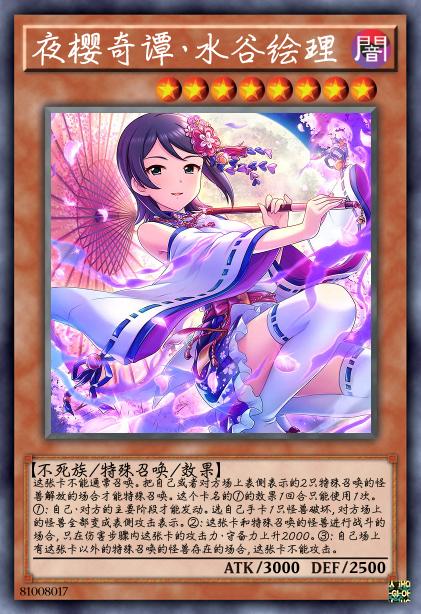 夜樱奇谭·水谷绘理
闇
【不死族/特殊召唤/效果】
这张卡不能通常召唤。把自己或者对方场上表侧表示的2只特殊召唤的怪
兽解放的场合才能特殊召唤。这个卡名的①的效果1回合只能使用1次。
①:自己·对方的主要阶段才能发动。选自己手卡1只怪兽破坏,对方场上
的怪兽全部变成表侧攻击表示。②:这张卡和特殊召唤的怪兽进行战斗的
场合,只在伤害步骤内这张卡的攻击力·守备力上升2000。③:自己场上
有这张卡以外的特殊召唤的怪兽存在的场合,这张卡不能攻击。
ATK/3000 DEF/2500
81008017